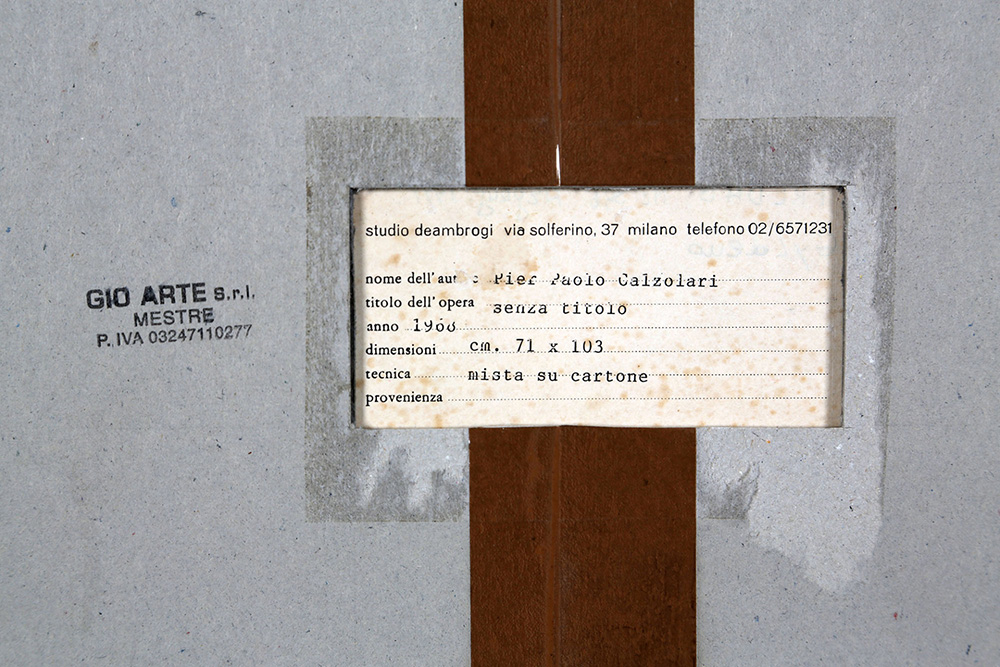 studio deambrogi via solferino, 37 milano telefono 02/6571231
nome dell'aut : Pier Paolo Calzolari
titolo dell'opera senza titolo
anno
dimensioni cm. 71 x 103
tecnica mista su cartone
provenienza
GIO ARTE s.r.l.
MESTRE
P. IVA 03247110277